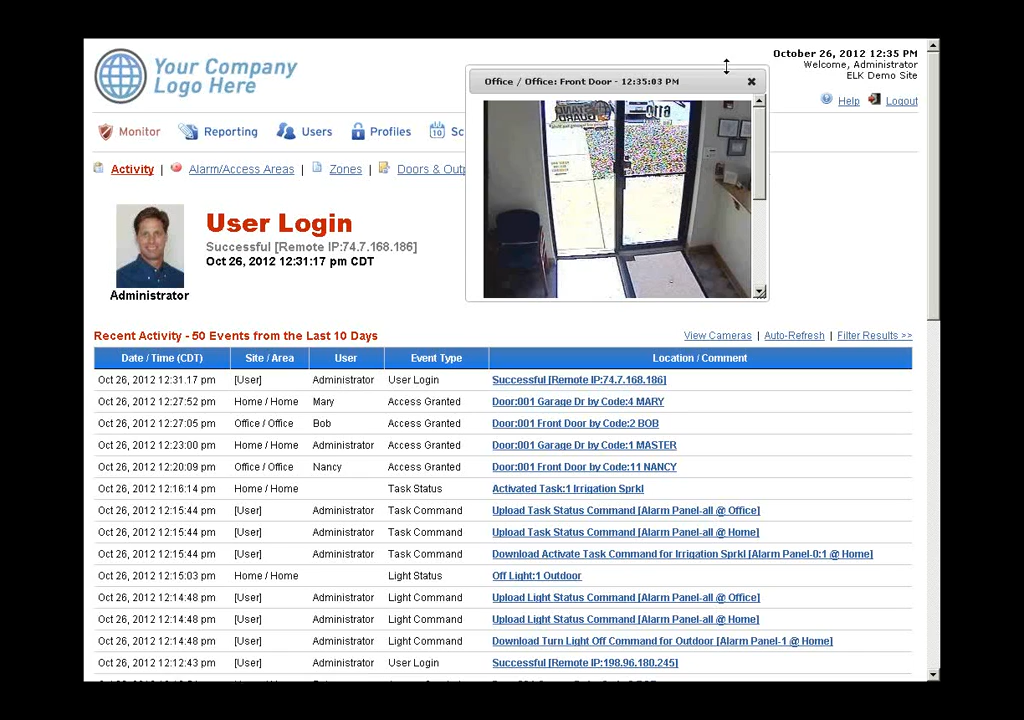 Your Company
Logo Here
October 26, 2012 12:35 PM
Welcome, Administrator
ELK Demo Site
Help Logout
Office / Office: Front Door - 12:35:03 PM
Monitor Reporting Users Profiles Sc
Activity | Alarm/Access Areas | Zones | Doors & Outp
User Login
Successful [Remote IP:74.7.168.186]
Oct 26, 2012 12:31:17 pm CDT
Administrator
Recent Activity - 50 Events from the Last 10 Days
View Cameras | Auto-Refresh | Filter Results >>
Date / Time (CDT) Site / Area User Event Type Location / Comment
Oct 26, 2012 12:31:17 pm [User] Administrator User Login Successful [Remote IP:74.7.168.186]
Oct 26, 2012 12:27:52 pm Home / Home Mary Access Granted Door:001 Garage Dr by Code:4 MARY
Oct 26, 2012 12:27:05 pm Office / Office Bob Access Granted Door:001 Front Door by Code:2 BOB
Oct 26, 2012 12:23:00 pm Home / Home Administrator Access Granted Door:001 Garage Dr by Code:1 MASTER
Oct 26, 2012 12:20:09 pm Office / Office Nancy Access Granted Door:001 Front Door by Code:11 NANCY
Oct 26, 2012 12:16:14 pm Home / Home Task Status Activated Task:1 Irrigation Sprkl
Oct 26, 2012 12:15:44 pm [User] Administrator Task Command Upload Task Status Command [Alarm Panel-all @ Office]
Oct 26, 2012 12:15:44 pm [User] Administrator Task Command Upload Task Status Command [Alarm Panel-all @ Home]
Oct 26, 2012 12:15:44 pm [User] Administrator Task Command Download Activate Task Command for Irrigation Sprkl [Alarm Panel-0:1 @ Home]
Oct 26, 2012 12:15:03 pm Home / Home Light Status Off Light:1 Outdoor
Oct 26, 2012 12:14:48 pm [User] Administrator Light Command Upload Light Status Command [Alarm Panel-all @ Office]
Oct 26, 2012 12:14:48 pm [User] Administrator Light Command Upload Light Status Command [Alarm Panel-all @ Home]
Oct 26, 2012 12:14:48 pm [User] Administrator Light Command Download Turn Light Off Command for Outdoor [Alarm Panel-1 @ Home]
Oct 26, 2012 12:12:43 pm [User] Administrator User Login Successful [Remote IP:198.96.180.245]